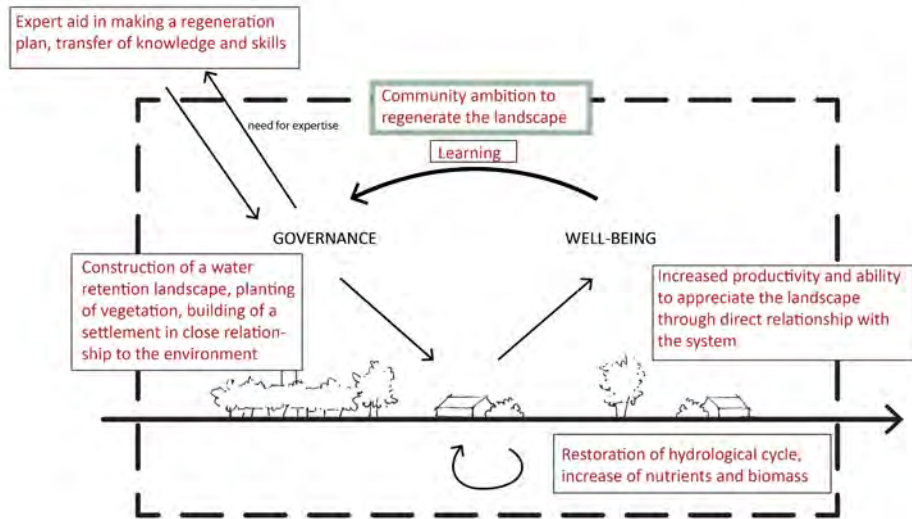 Expert aid in making a regeneration
plan, transfer of knowledge and skills
need for expertise
Community ambition to
regenerate the landscape
Learning
GOVERNANCE
WELL-BEING
Construction of a water
retention landscape, planting
of vegetation, building of a
settlement in close relation-
ship to the environment
Increased productivity and ability
to appreciate the landscape
through direct relationship with
the system
Restoration of hydrological cycle,
increase of nutrients and biomass